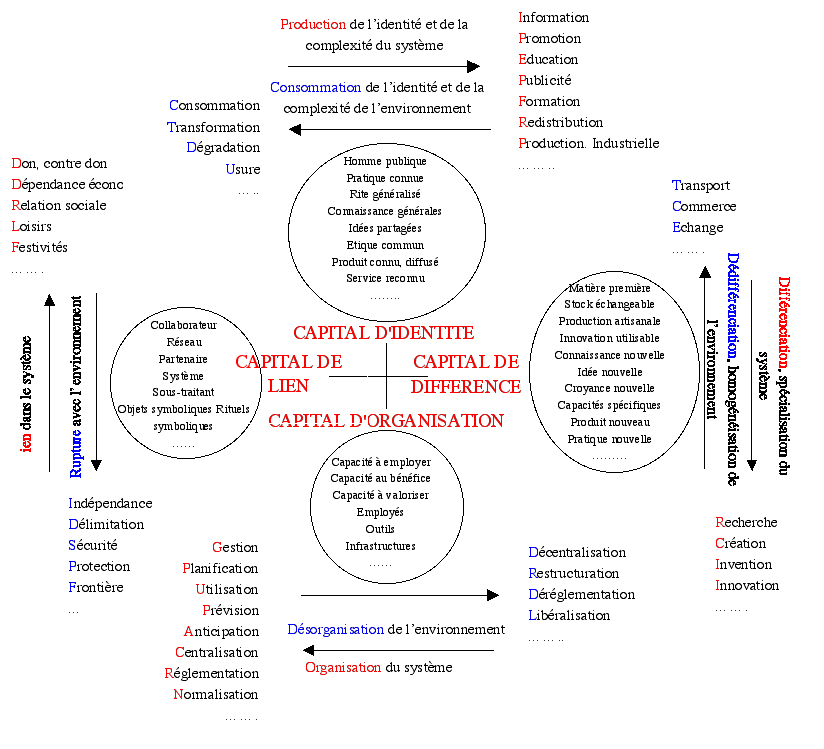 Production de l'identité et de la
complexité du système
Consommation de l'identité et de la
complexité de l'environnement
Information
Promotion
Education
Publicité
Formation
Redistribution
Production. Industrielle
……..
Consommation
Transformation
Dégradation
Usure
…..
Don, contre don
Dépendance éconc
Relation sociale
Loisirs
Festivités
…….
Homme publique
Pratique connue
Rite généralisé
Connaissance générales
Idées partagées
Etique commun
Produit connu, diffusé
Service reconnu
……..
Transport
Commerce
Echange
…….
ien dans le système
Rupture avec l'environnement
Collaborateur
Réseau
Partenaire
Système
Sous-traitant
Objets symboliques Rituels
symboliques
……
CAPITAL D'IDENTITE
CAPITAL DE
LIEN
CAPITAL DE
DIFFERENCE
CAPITAL D'ORGANISATION
Matière première
Stock échangeable
Production artisanale
Innovation utilisable
Connaissance nouvelle
Idée nouvelle
Croyance nouvelle
Capacités spécifiques
Produit nouveau
Pratique nouvelle
………
Dédifférenciation, homogénéisation de
l'environnement
Différenciation, spécialisation du
système
Capacité à employer
Capacité au bénéfice
Capacité à valoriser
Employés
Outils
Infrastructures
……
Indépendance
Délimitation
Sécurité
Protection
Frontière
…
Gestion
Planification
Utilisation
Prévision
Anticipation
Centralisation
Réglementation
Normalisation
…….
Décentralisation
Restructuration
Déréglementation
Libéralisation
……..
Recherche
Création
Invention
Innovation
…….
Désorganisation de l'environnement
Organisation du système